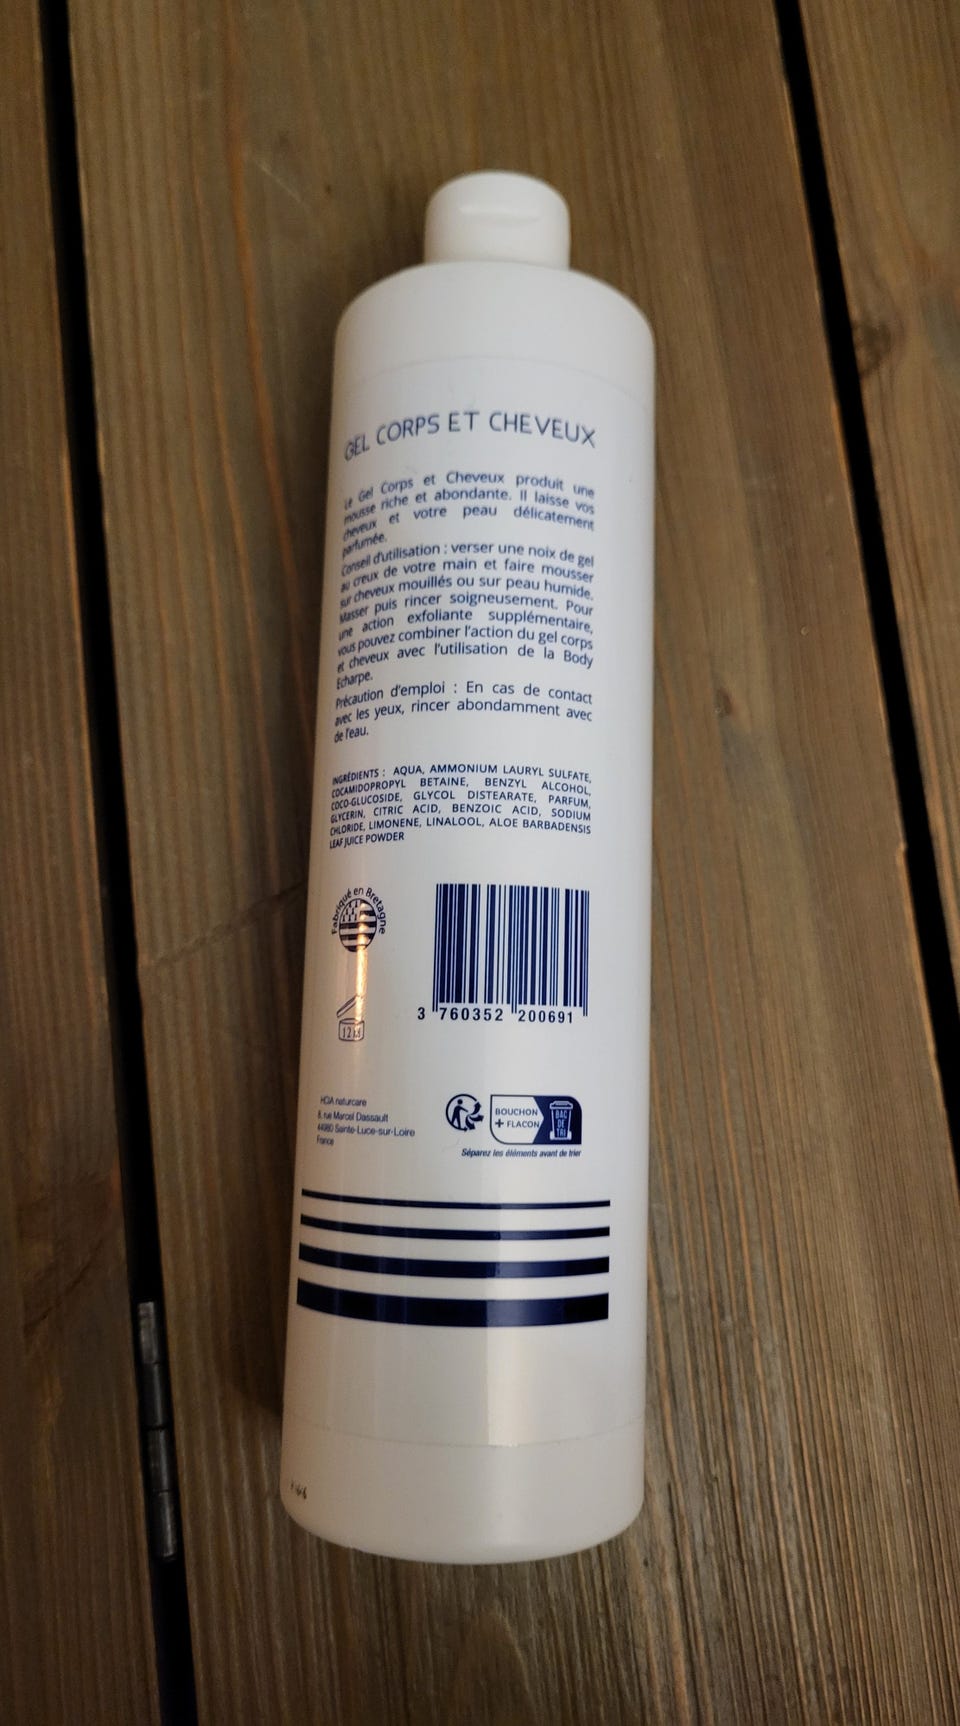 GEL CORPS ET CHEVEUX
Le Gel Corps et Cheveux produit une
mousse riche et abondante. Il laisse vos
cheveux et votre peau délicatement
parfumée.
Conseil d'utilisation : verser une noix de gel
au creux de votre main et faire mousser
sur cheveux mouillés ou sur peau humide.
Masser puis rincer soigneusement. Pour
une action exfoliante supplémentaire,
vous pouvez combiner l'action du gel corps
et cheveux avec l'utilisation de la Body
Echarpe.
Précaution d'emploi : En cas de contact
avec les yeux, rincer abondamment avec
de l'eau.
INGRÉDIENTS : AQUA, AMMONIUM LAURYL SULFATE,
COCAMIDOPROPYL BETAINE, BENZYL ALCOHOL,
COCO-GLUCOSIDE, GLYCOL DISTEARATE, PARFUM,
GLYCERIN, CITRIC ACID, BENZOIC ACID, SODIUM
CHLORIDE, LIMONENE, LINALOOL, ALOE BARBADENSIS
LEAF JUICE POWDER
Fabriqué en Bretagne
3 760352 200691
12M
HOIA naturcare
8, rue Marcel Dassault
44980 Sainte-Luce-sur-Loire
France
BOUCHON
+ FLACON
BAC
DE
TRI
Séparez les éléments avant de trier